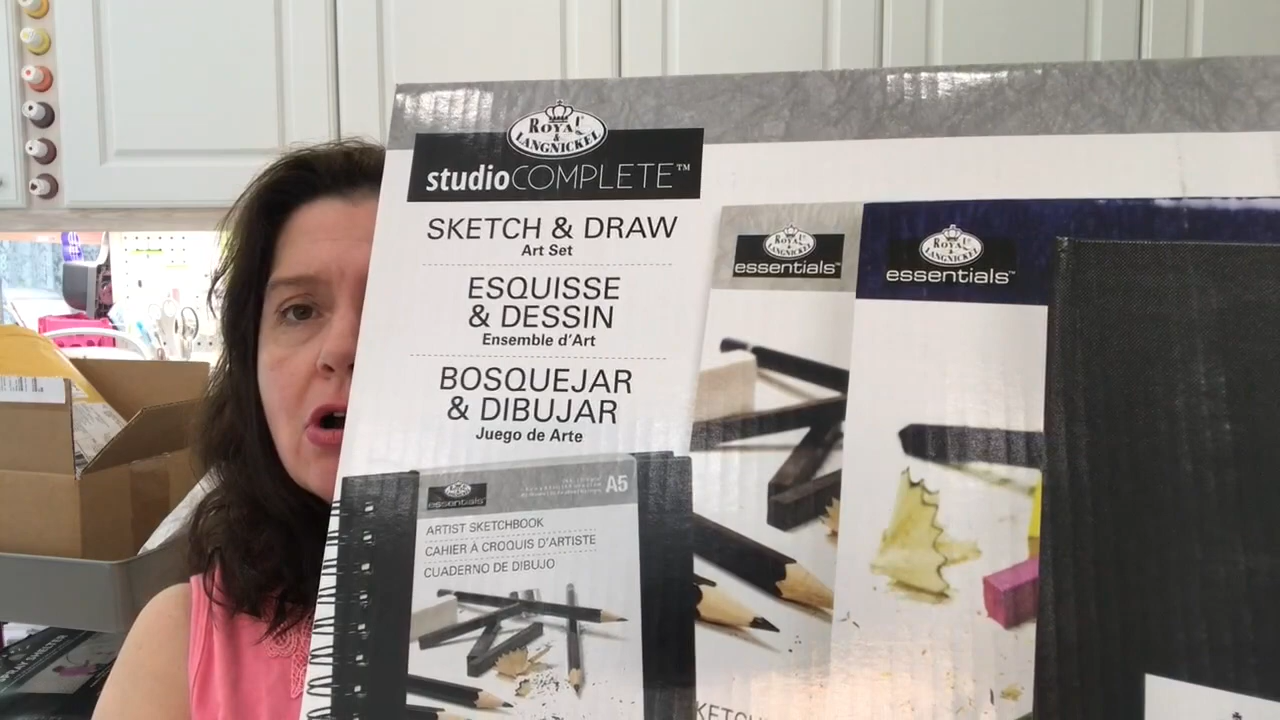 ROYAL
&
LANGNICKEL
studioCOMPLETE™
SKETCH & DRAW
Art Set
ESQUISSE
& DESSIN
Ensemble d'Art
BOSQUEJAR
& DIBUJAR
Juego de Arte
essentials
A5
ARTIST SKETCHBOOK
CAHIER À CROQUIS D'ARTISTE
CUADERNO DE DIBUJO
ROYAL
&
LANGNICKEL
essentials™
ROYAL
&
LANGNICKEL
essentials™